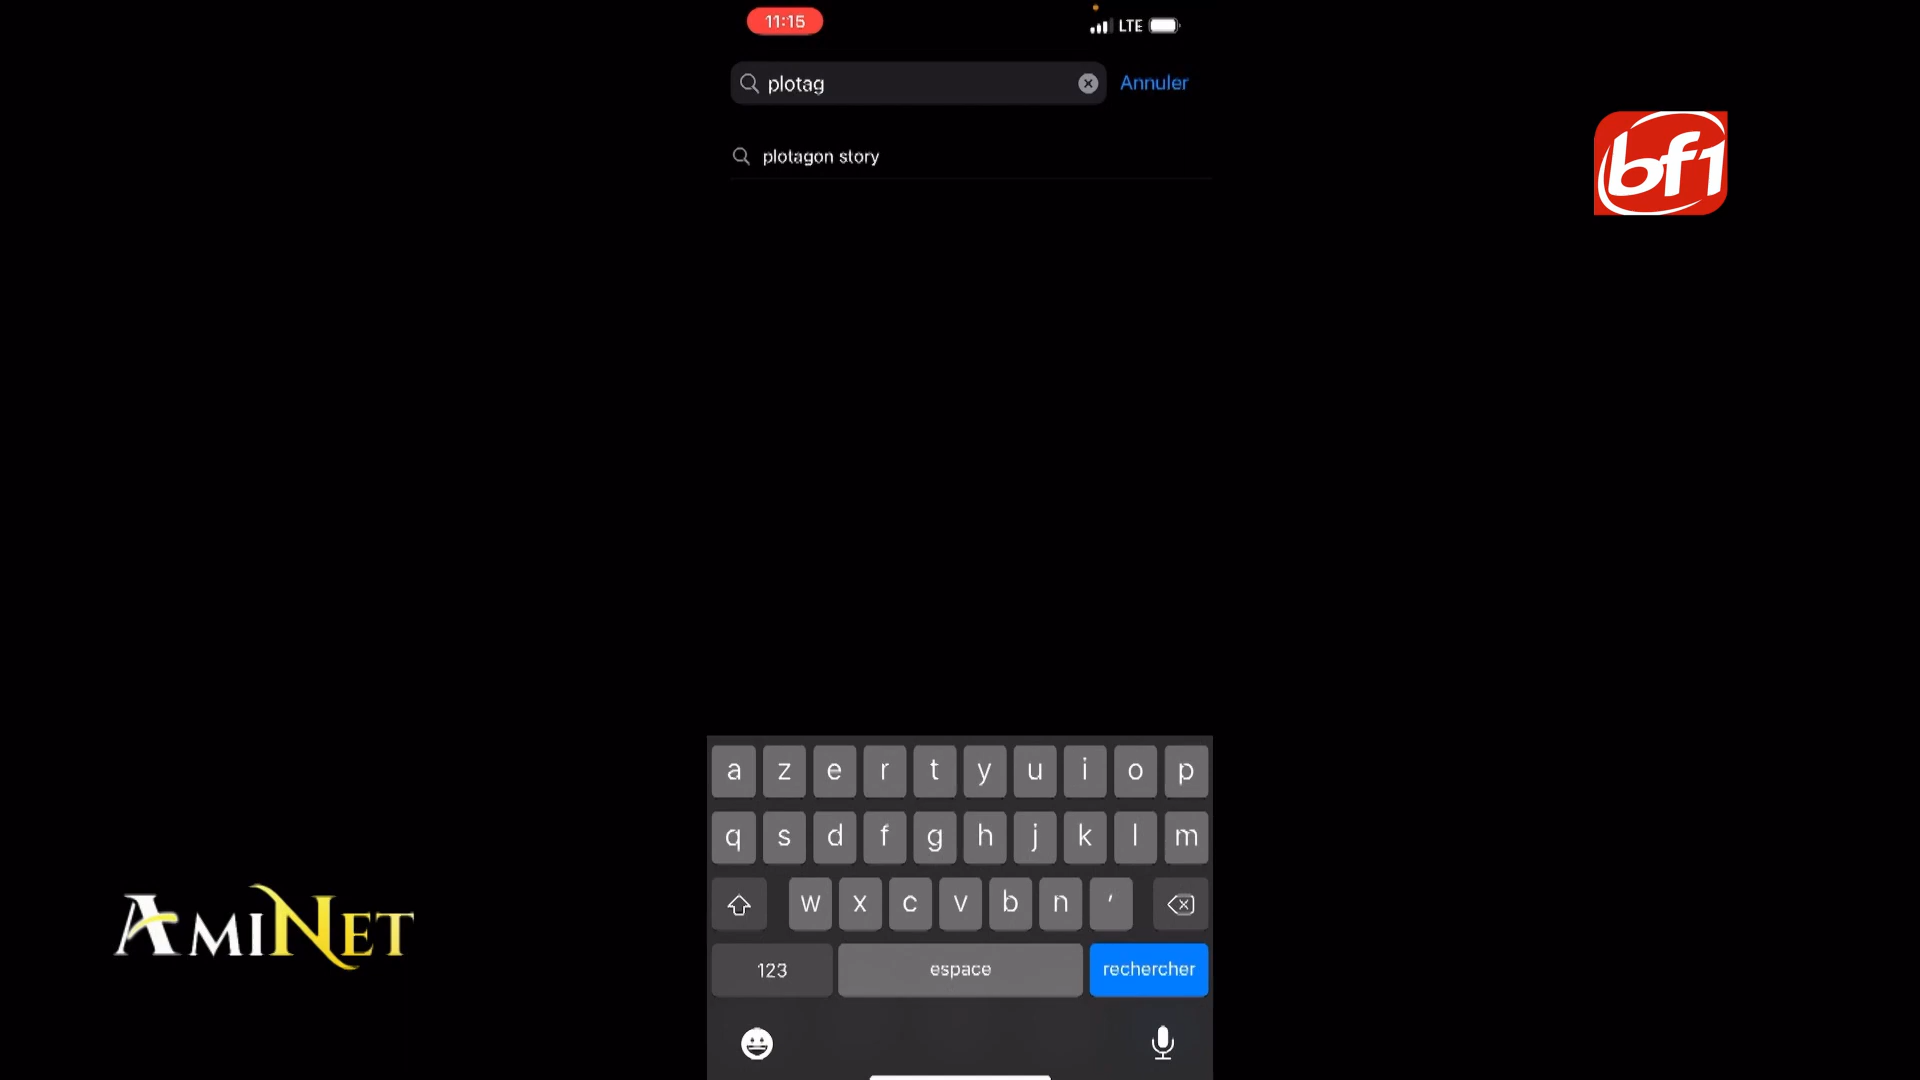 11:15
LTE
plotag
Annuler
plotagon story
bf1
a z e r t y u i o p
q s d f g h j k l m
w x c v b n '
123
espace
rechercher
AMINET